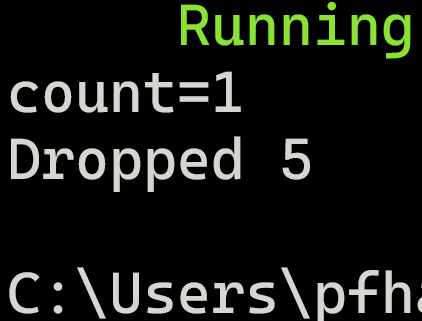 Running
count=1
Dropped 5
C:\Users\pfha